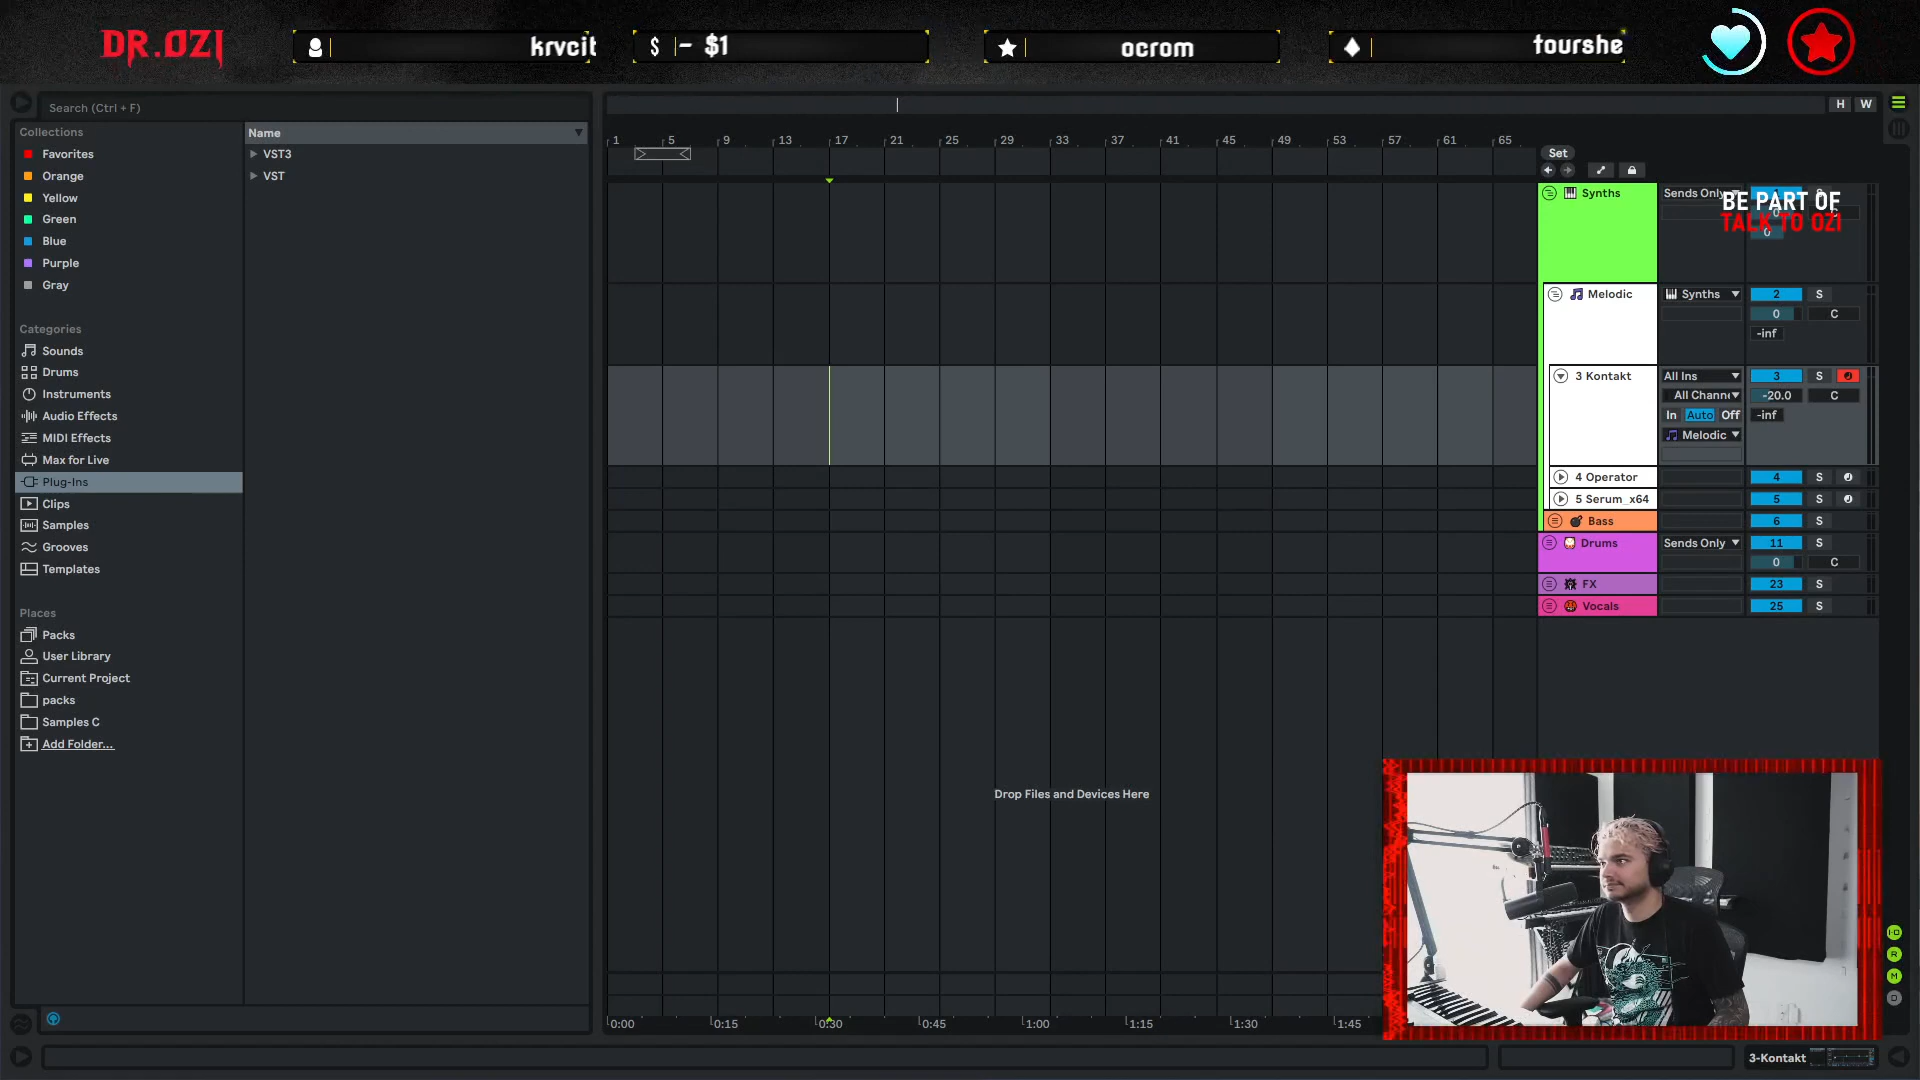 DR.OZI
krvcit
$ - $1
ocrom
tourshe
Search (Ctrl + F)
H W
Collections
Favorites
Orange
Yellow
Green
Blue
Purple
Gray
Categories
Sounds
Drums
Instruments
Audio Effects
MIDI Effects
Max for Live
Plug-Ins
Clips
Samples
Grooves
Templates
Places
Packs
User Library
Current Project
packs
Samples C
Add Folder...
Name
VST3
VST
1 5 9 13 17 21 25 29 33 37 41 45 49 53 57 61 65
Set
Synths Sends Only S
BE PART OF
TALK TO OZI
0
Melodic Synths 2 S
0 C
-inf
3 Kontakt All Ins 3 S
All Channe -20.0 C
In Auto Off -inf
Melodic
4 Operator 4 S
5 Serum_x64 5 S
Bass 6 S
Drums Sends Only 11 S
0 C
FX 23 S
Vocals 25 S
Drop Files and Devices Here
0:00 0:15 0:30 0:45 1:00 1:15 1:30 1:45
R
M
D
3-Kontakt